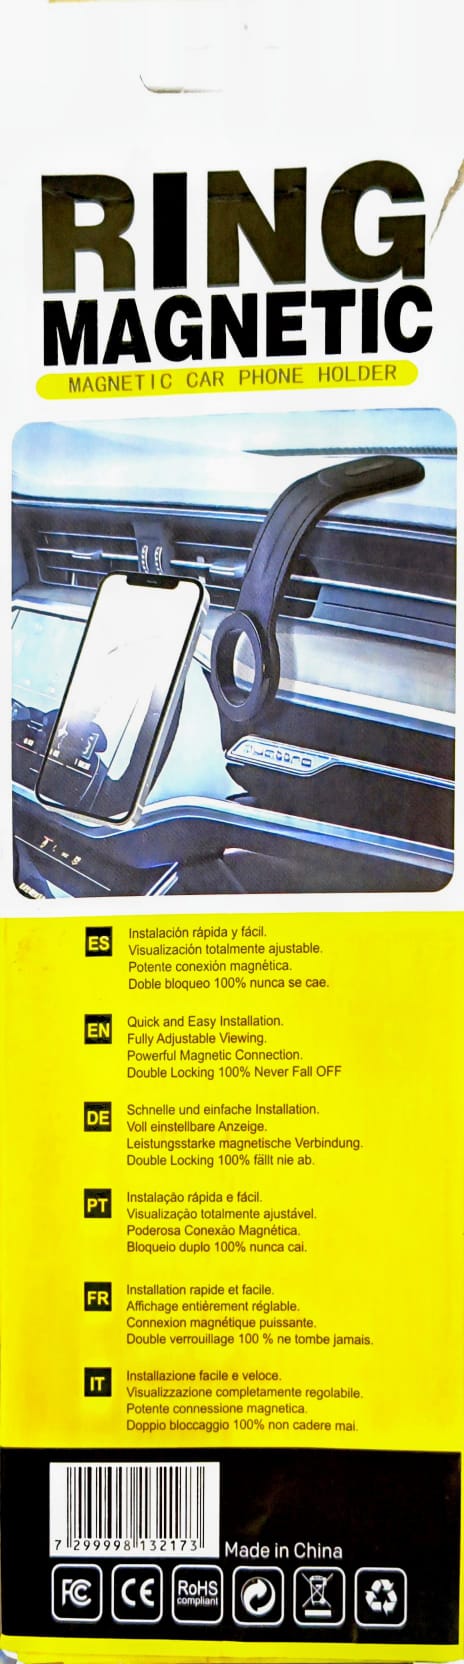 RING
MAGNETIC
MAGNETIC CAR PHONE HOLDER
quattro
ES
Instalación rápida y fácil.
Visualización totalmente ajustable.
Potente conexión magnética.
Doble bloqueo 100% nunca se cae.
EN
Quick and Easy Installation.
Fully Adjustable Viewing.
Powerful Magnetic Connection.
Double Locking 100% Never Fall OFF
DE
Schnelle und einfache Installation.
Voll einstellbare Anzeige.
Leistungsstarke magnetische Verbindung.
Double Locking 100% fällt nie ab.
PT
Instalação rápida e fácil.
Visualização totalmente ajustável.
Poderosa Conexão Magnética.
Bloqueio duplo 100% nunca cai.
FR
Installation rapide et facile.
Affichage entièrement réglable.
Connexion magnétique puissante.
Double verrouillage 100 % ne tombe jamais.
IT
Installazione facile e veloce.
Visualizzazione completamente regolabile.
Potente connessione magnetica.
Doppio bloccaggio 100% non cadere mai.
7 299998 132173
Made in China
FC CE RoHS
compliant